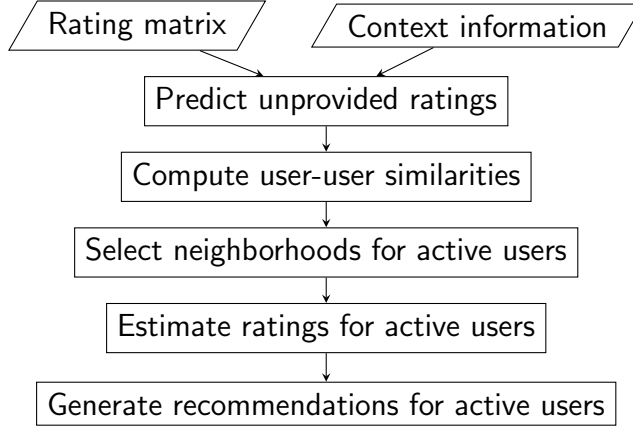 Rating matrix
Context information
Predict unprovided ratings
Compute user-user similarities
Select neighborhoods for active users
Estimate ratings for active users
Generate recommendations for active users